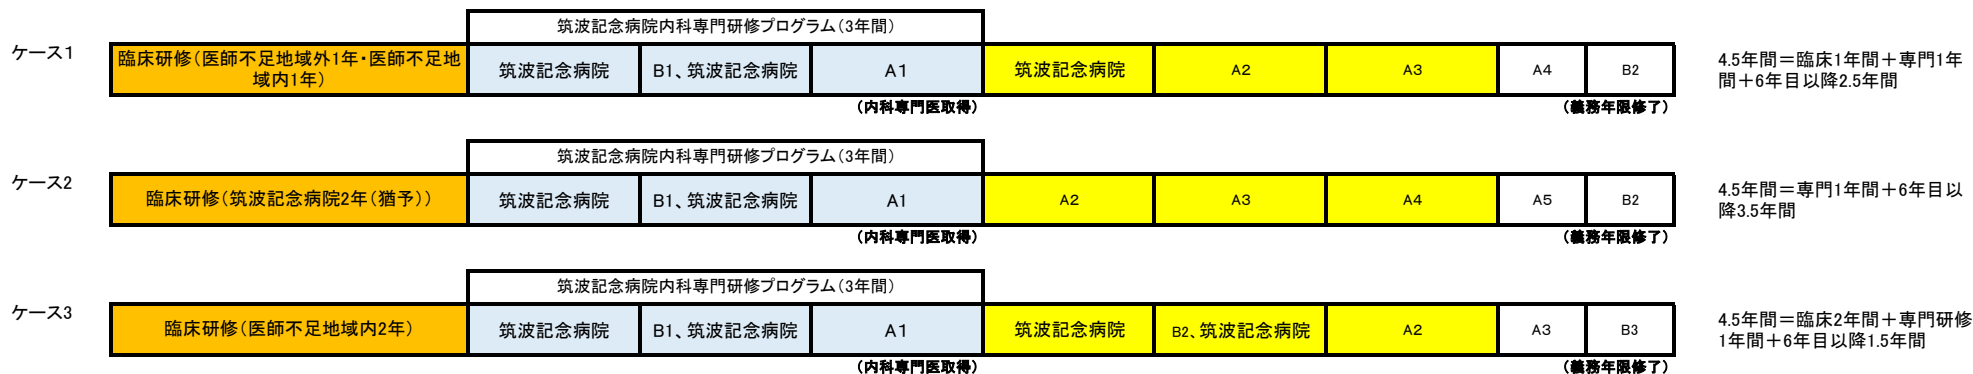 筑波記念病院内科専門研修プログラム(3年間)
ケース1
臨床研修(医師不足地域外1年・医師不足地
域内1年)
筑波記念病院
B1、筑波記念病院
A1
筑波記念病院
A2
A3
A4
B2
4.5年間=臨床1年間+専門1年
間+6年目以降2.5年間
(内科専門医取得)
(義務年限修了)
筑波記念病院内科専門研修プログラム(3年間)
ケース2
臨床研修(筑波記念病院2年(猶予))
筑波記念病院
B1、筑波記念病院
A1
A2
A3
A4
A5
B2
4.5年間=専門1年間+6年目以
降3.5年間
(内科専門医取得)
(義務年限修了)
筑波記念病院内科専門研修プログラム(3年間)
ケース3
臨床研修(医師不足地域内2年)
筑波記念病院
B1、筑波記念病院
A1
筑波記念病院
B2、筑波記念病院
A2
A3
B3
4.5年間=臨床2年間+専門研修
1年間+6年目以降1.5年間
(内科専門医取得)
(義務年限修了)